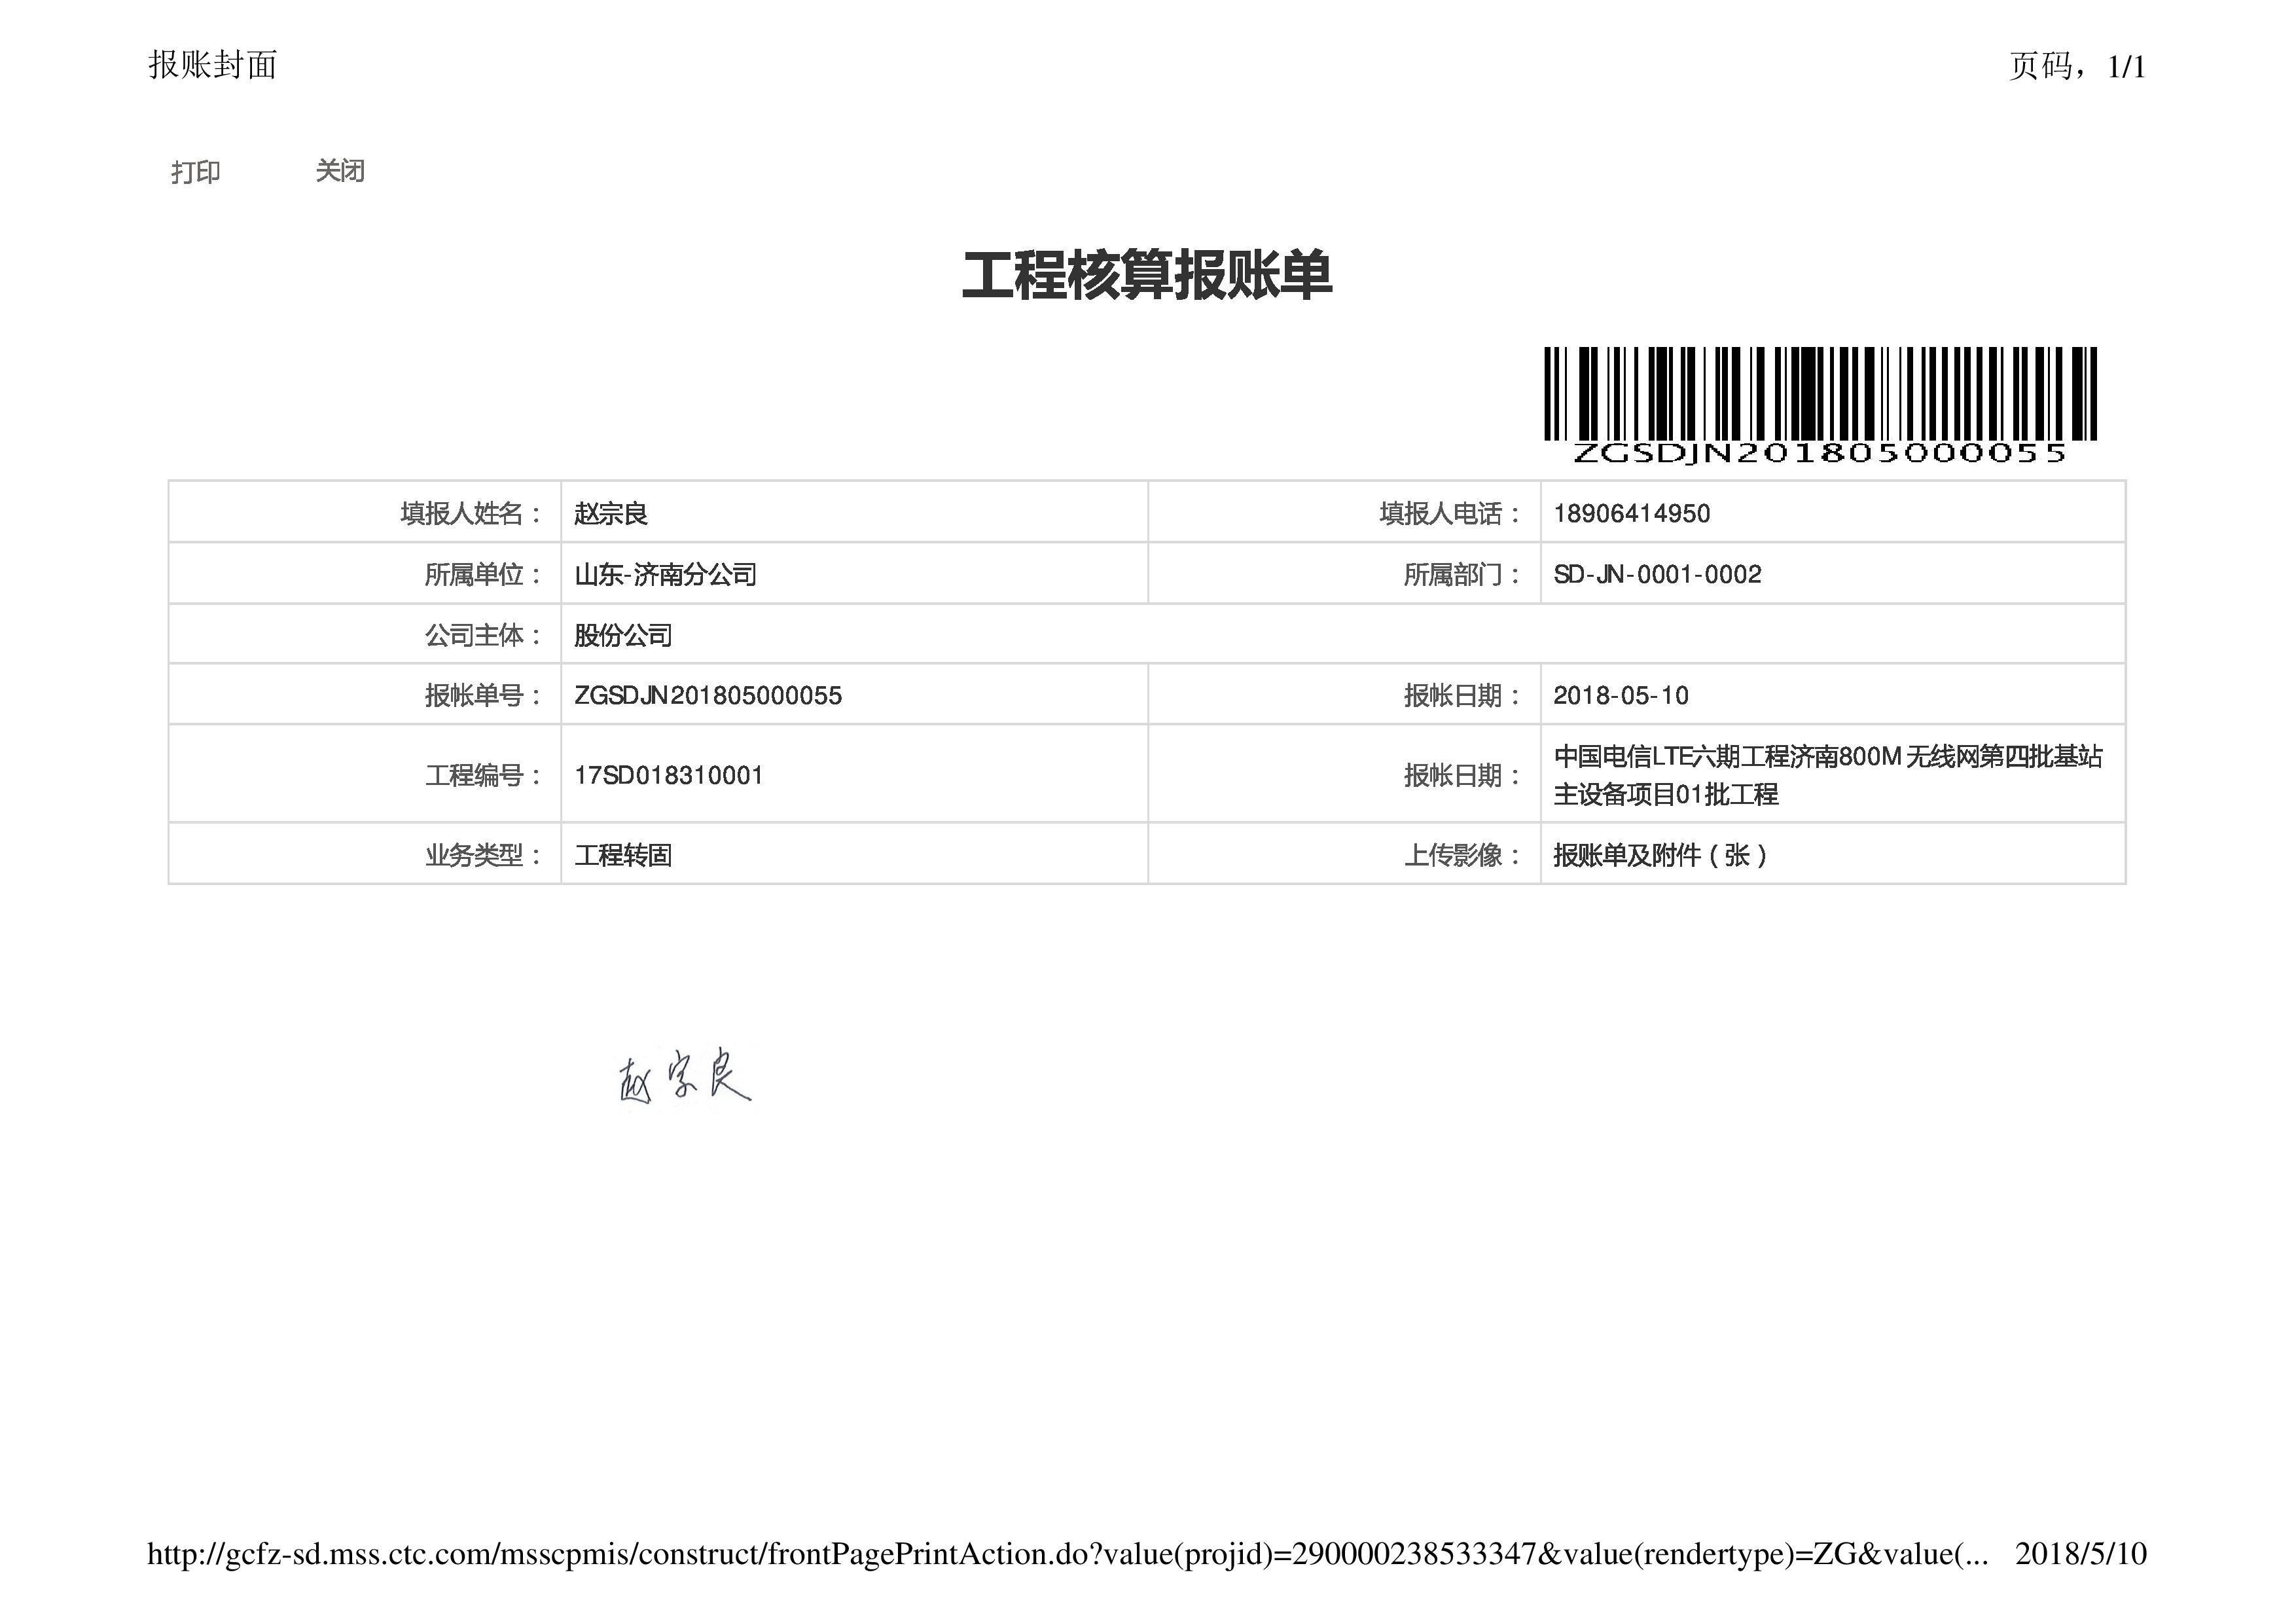 报账封面 页码，1/1
打印 关闭
工程核算报账单
ZGSDJN201805000055
填报人姓名： 赵宗良 填报人电话： 18906414950
所属单位： 山东-济南分公司 所属部门： SD-JN-0001-0002
公司主体： 股份公司
报帐单号： ZGSDJN201805000055 报帐日期： 2018-05-10
工程编号： 17SD018310001 报帐日期： 中国电信LTE六期工程济南800M无线网第四批基站
主设备项目01批工程
业务类型： 工程转固 上传影像： 报账单及附件（张）
赵宗良
http://gcfz-sd.mss.ctc.com/msscpmis/construct/frontPagePrintAction.do?value(projid)=290000238533347&value(rendertype)=ZG&value(... 2018/5/10